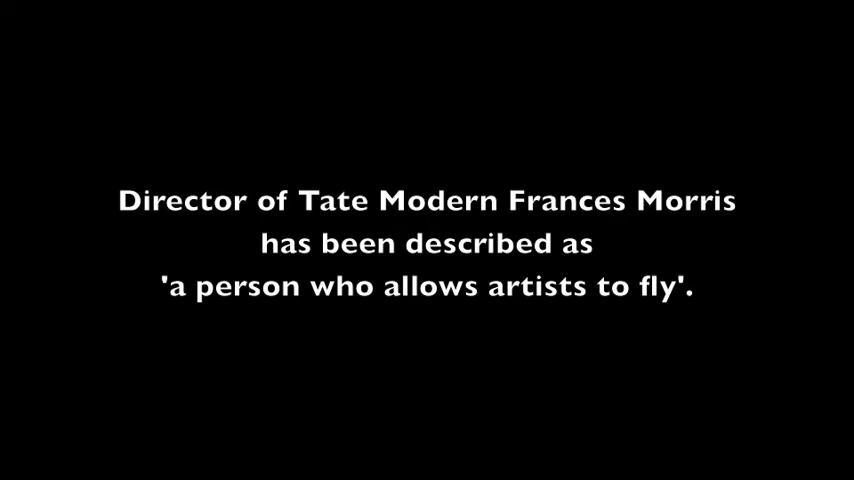 Director of Tate Modern Frances Morris
has been described as
'a person who allows artists to fly'.